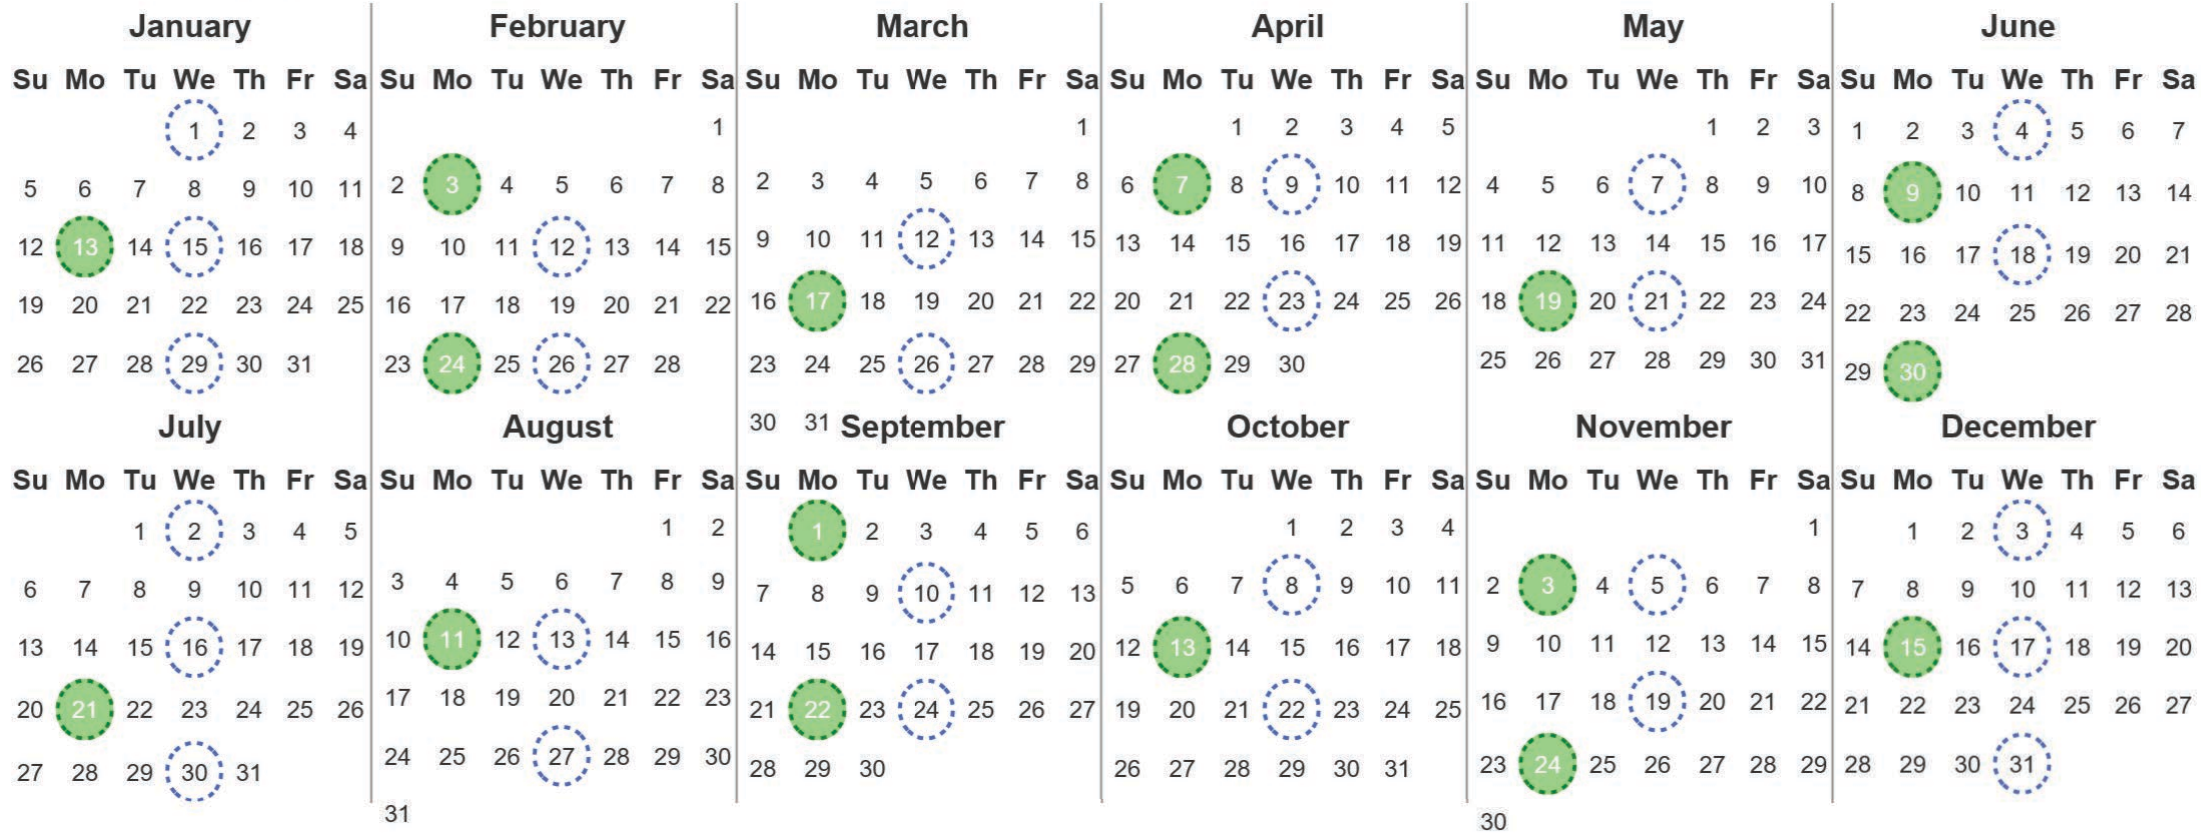 January February March April May June
Su Mo Tu We Th Fr Sa Su Mo Tu We Th Fr Sa Su Mo Tu We Th Fr Sa Su Mo Tu We Th Fr Sa Su Mo Tu We Th Fr Sa Su Mo Tu We Th Fr Sa
1 2 3 4 1 1 1 2 3 4 5 1 2 3 1 2 3 4 5 6 7
5 6 7 8 9 10 11 2 3 4 5 6 7 8 2 3 4 5 6 7 8 6 7 8 9 10 11 12 4 5 6 7 8 9 10 8 9 10 11 12 13 14
12 13 14 15 16 17 18 9 10 11 12 13 14 15 9 10 11 12 13 14 15 13 14 15 16 17 18 19 11 12 13 14 15 16 17 15 16 17 18 19 20 21
19 20 21 22 23 24 25 16 17 18 19 20 21 22 16 17 18 19 20 21 22 20 21 22 23 24 25 26 18 19 20 21 22 23 24 22 23 24 25 26 27 28
26 27 28 29 30 31 23 24 25 26 27 28 23 24 25 26 27 28 29 27 28 29 30 25 26 27 28 29 30 31 29 30
30 31
July August September October November December
Su Mo Tu We Th Fr Sa Su Mo Tu We Th Fr Sa Su Mo Tu We Th Fr Sa Su Mo Tu We Th Fr Sa Su Mo Tu We Th Fr Sa Su Mo Tu We Th Fr Sa
1 2 3 4 5 1 2 1 2 3 4 5 6 1 2 3 4 1 1 2 3 4 5 6
6 7 8 9 10 11 12 3 4 5 6 7 8 9 7 8 9 10 11 12 13 5 6 7 8 9 10 11 2 3 4 5 6 7 8 7 8 9 10 11 12 13
13 14 15 16 17 18 19 10 11 12 13 14 15 16 14 15 16 17 18 19 20 12 13 14 15 16 17 18 9 10 11 12 13 14 15 14 15 16 17 18 19 20
20 21 22 23 24 25 26 17 18 19 20 21 22 23 21 22 23 24 25 26 27 19 20 21 22 23 24 25 16 17 18 19 20 21 22 21 22 23 24 25 26 27
27 28 29 30 31 24 25 26 27 28 29 30 28 29 30 26 27 28 29 30 31 23 24 25 26 27 28 29 28 29 30 31
31 30